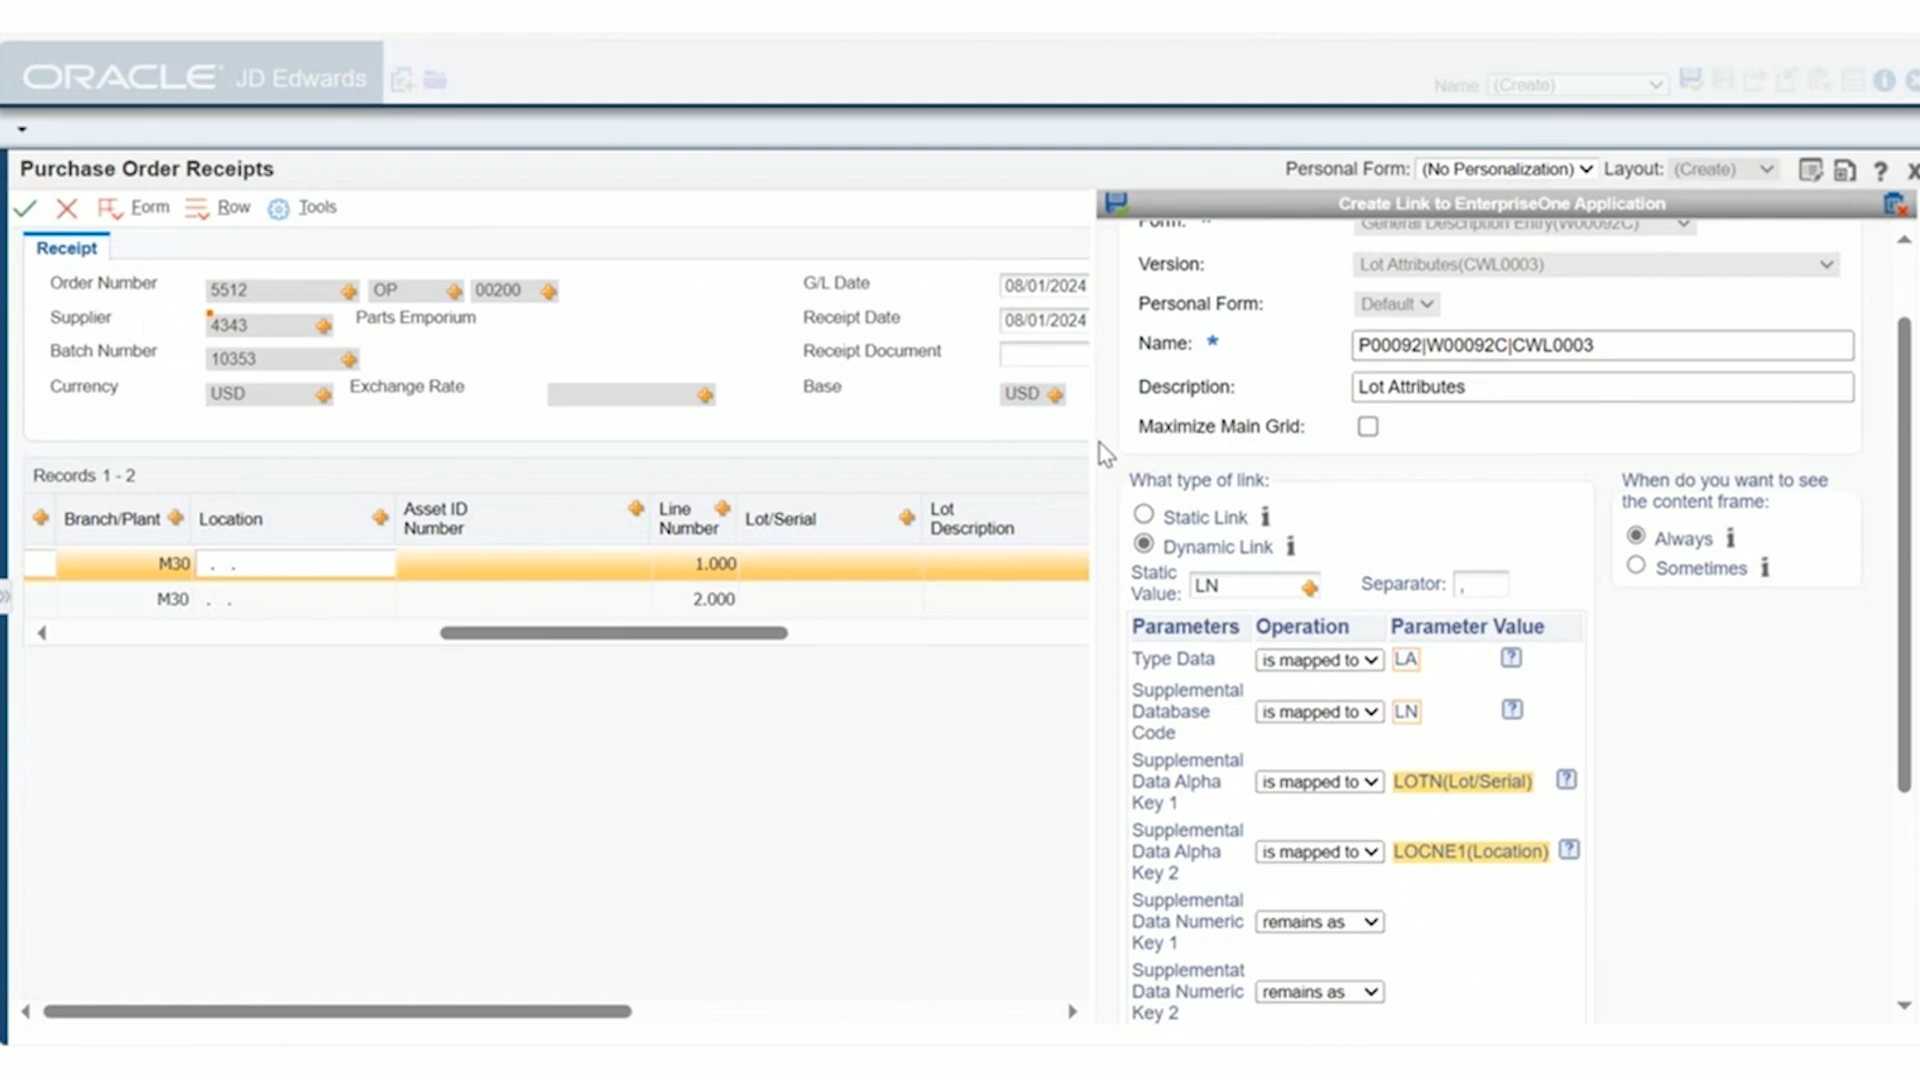 ORACLE JD Edwards
Name (Create)
Purchase Order Receipts
Personal Form: (No Personalization) Layout: (Create) ? X
Form Row Tools
Create Link to EnterpriseOne Application
Receipt
Order Number 5512 OP 00200
Supplier 4343 Parts Emporium
Batch Number 10353
Currency USD Exchange Rate
G/L Date 08/01/2024
Receipt Date 08/01/2024
Receipt Document
Base USD
Records 1 - 2
Branch/Plant Location Asset ID Number Line Number Lot/Serial Lot Description
M30 . . 1.000
M30 . . 2.000
Form: * General Description Entry(W00092C)
Version: Lot Attributes(CWL0003)
Personal Form: Default
Name: * P00092|W00092C|CWL0003
Description: Lot Attributes
Maximize Main Grid:
What type of link:
Static Link i
Dynamic Link i
Static Value: LN Separator: ,
When do you want to see
the content frame:
Always i
Sometimes i
Parameters Operation Parameter Value
Type Data is mapped to LA ?
Supplemental
Database is mapped to LN ?
Code
Supplemental
Data Alpha is mapped to LOTN(Lot/Serial) ?
Key 1
Supplemental
Data Alpha is mapped to LOCNE1(Location) ?
Key 2
Supplemental
Data Numeric remains as
Key 1
Supplemental
Data Numeric remains as
Key 2